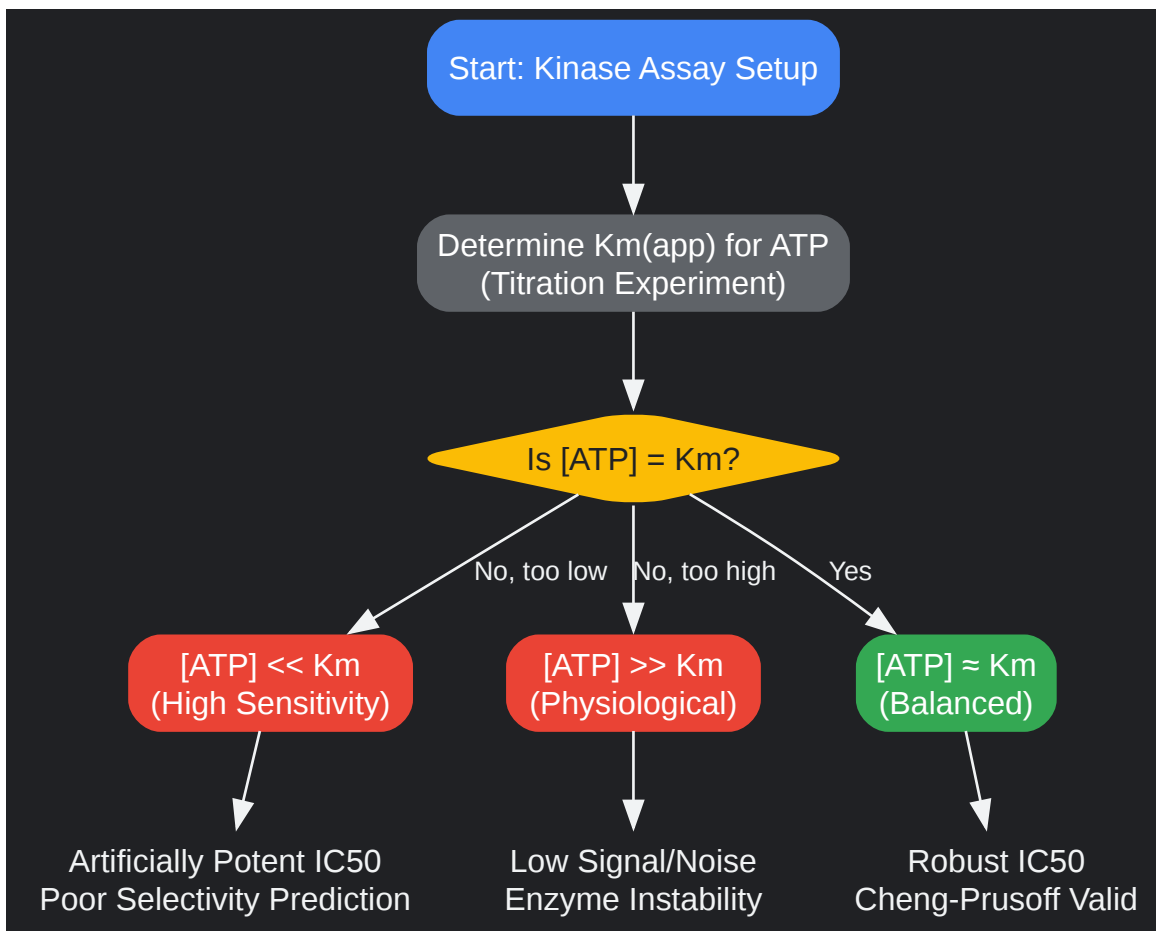 Start: Kinase Assay Setup
Determine Km(app) for ATP
(Titration Experiment)
Is [ATP] = Km?
No, too low
No, too high
Yes
[ATP] << Km
(High Sensitivity)
[ATP] >> Km
(Physiological)
[ATP] ≈ Km
(Balanced)
Artificially Potent IC50
Poor Selectivity Prediction
Low Signal/Noise
Enzyme Instability
Robust IC50
Cheng-Prusoff Valid